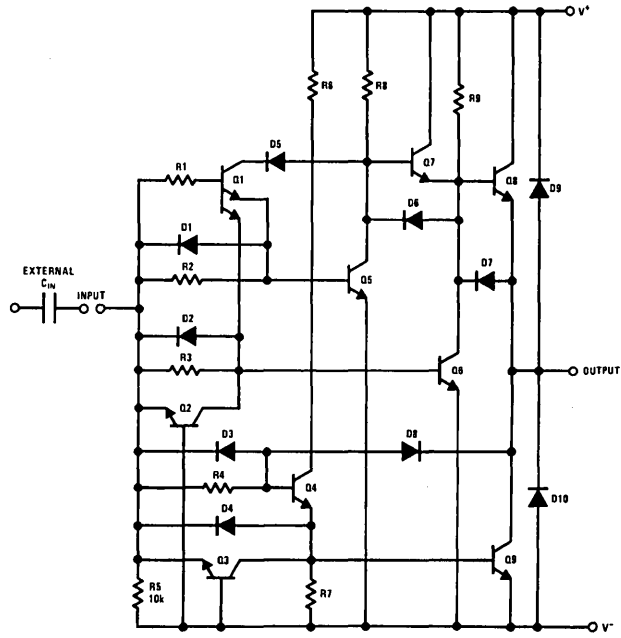 V+
R6
R8
R9
D5
R1
Q1
Q7
Q8
D9
D6
D1
EXTERNAL
CIN
INPUT
R2
Q5
D7
D2
R3
Q6
OUTPUT
Q2
D3
D8
R4
Q4
D10
D4
Q3
Q9
R5
10k
R7
V-